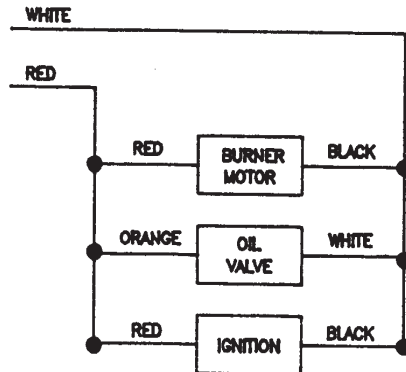 WHITE
RED
RED
BURNER
MOTOR
BLACK
ORANGE
OIL
VALVE
WHITE
RED
IGNITION
BLACK